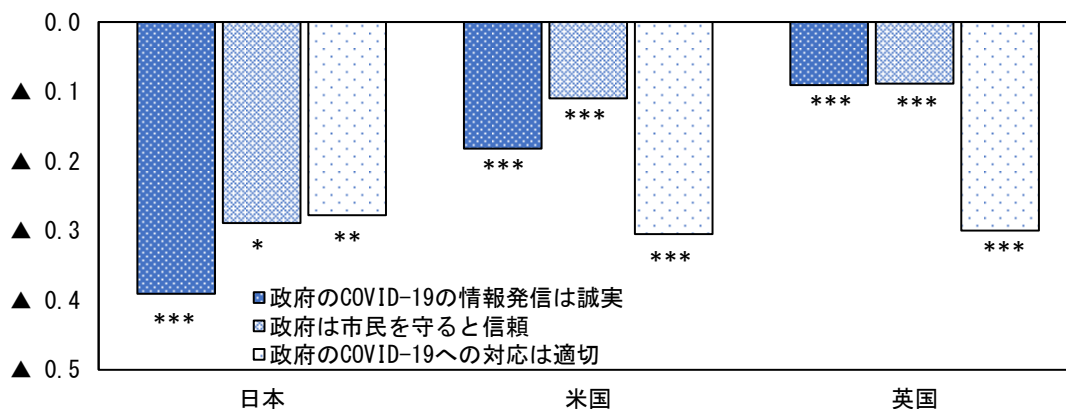 0.0
▲ 0.1
▲ 0.2
▲ 0.3
▲ 0.4
▲ 0.5
***
*
**
***
***
***
***
***
***
政府のCOVID-19の情報発信は誠実
政府は市民を守ると信頼
政府のCOVID-19への対応は適切
日本
米国
英国